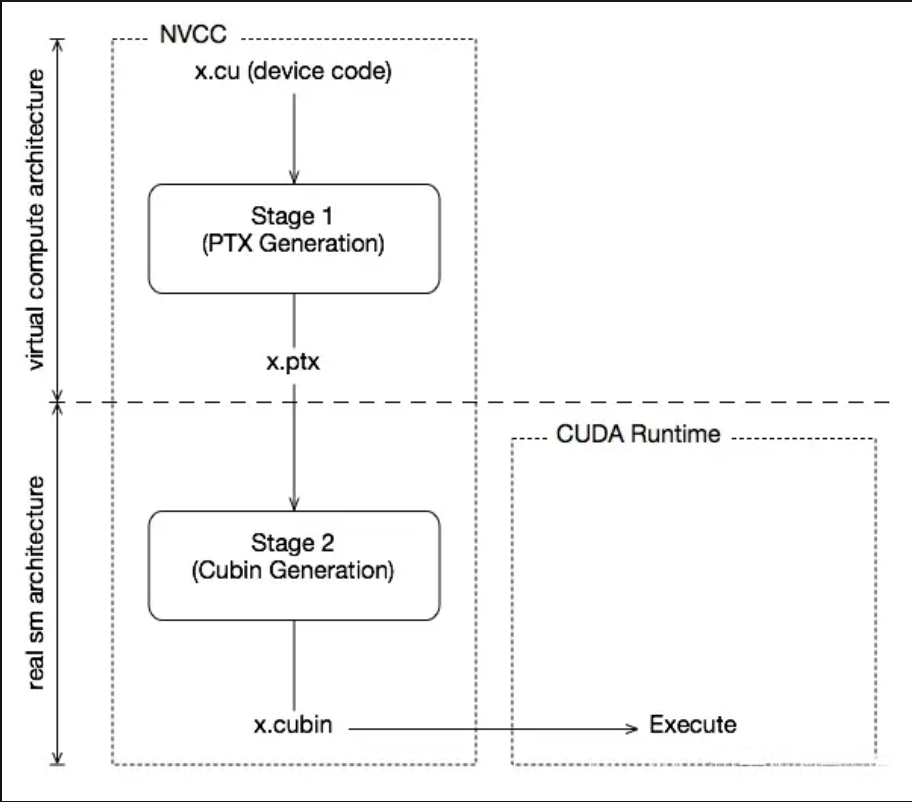 NVCC
x.cu (device code)
virtual compute architecture
Stage 1
(PTX Generation)
x.ptx
CUDA Runtime
real sm architecture
Stage 2
(Cubin Generation)
x.cubin
Execute